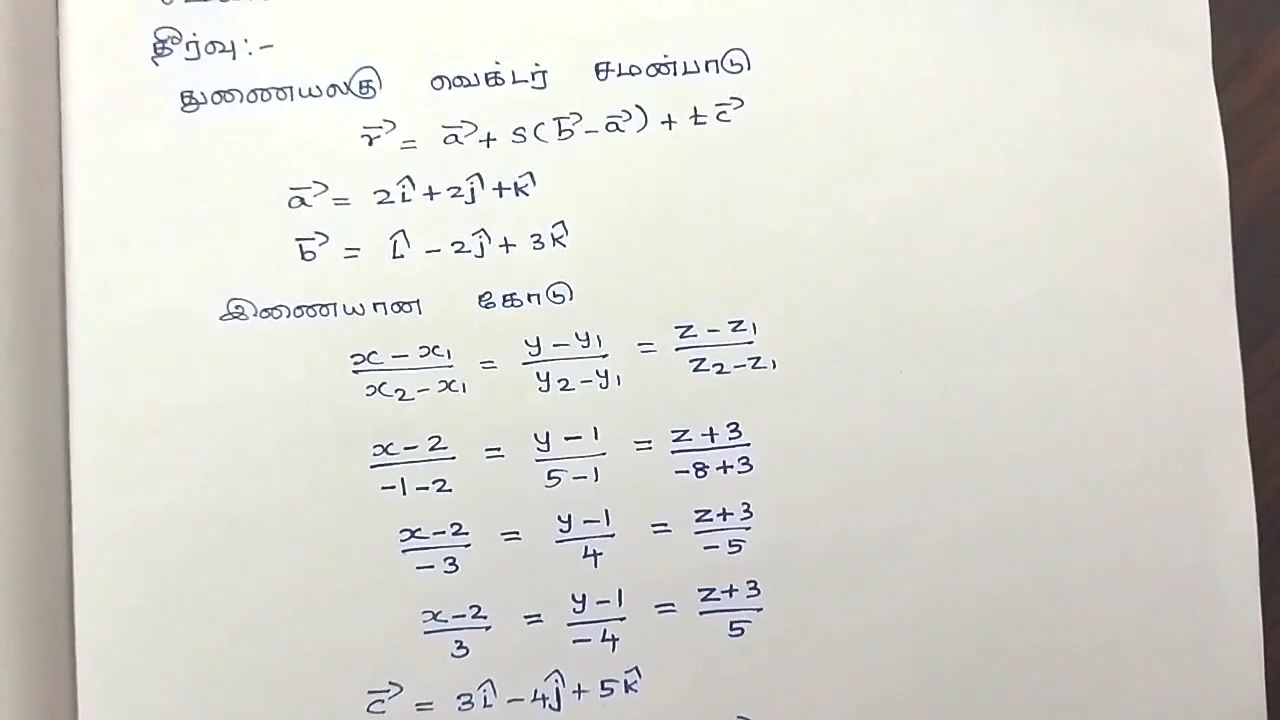 தீர்வு:-
துணையலகு வெக்டர் சமன்பாடு
r⃗ = a⃗ + s(b⃗ - a⃗) + t c⃗
a⃗ = 2î + 2ĵ + k̂
b⃗ = î - 2ĵ + 3k̂
இணையான கோடு
(x - x₁)/(x₂ - x₁) = (y - y₁)/(y₂ - y₁) = (z - z₁)/(z₂ - z₁)
(x - 2)/(-1 - 2) = (y - 1)/(5 - 1) = (z + 3)/(-8 + 3)
(x - 2)/(-3) = (y - 1)/4 = (z + 3)/(-5)
(x - 2)/3 = (y - 1)/(-4) = (z + 3)/5
c⃗ = 3î - 4ĵ + 5k̂